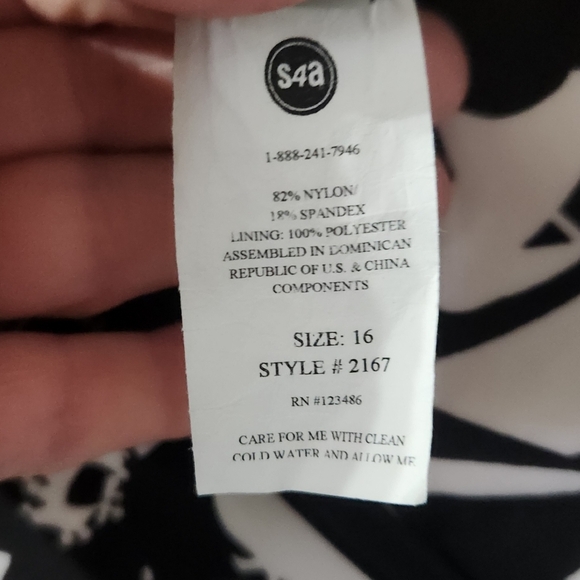 s4a
1-888-241-7946
82% NYLON/
18% SPANDEX
LINING: 100% POLYESTER
ASSEMBLED IN DOMINICAN
REPUBLIC OF U.S. & CHINA
COMPONENTS
SIZE: 16
STYLE # 2167
RN #123486
CARE FOR ME WITH CLEAN
COLD WATER AND ALLOW ME